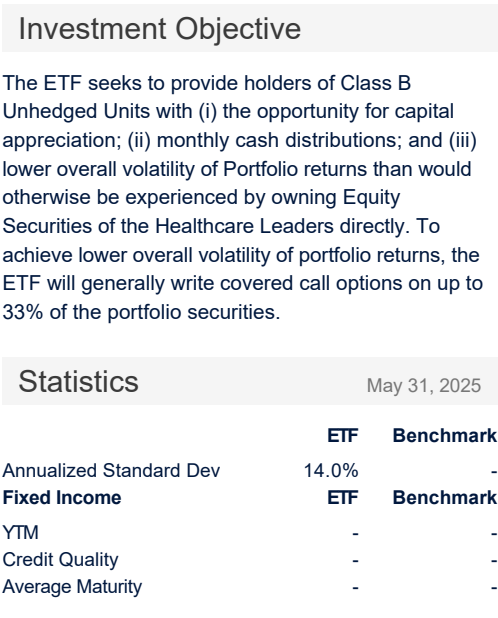 Investment Objective
The ETF seeks to provide holders of Class B
Unhedged Units with (i) the opportunity for capital
appreciation; (ii) monthly cash distributions; and (iii)
lower overall volatility of Portfolio returns than would
otherwise be experienced by owning Equity
Securities of the Healthcare Leaders directly. To
achieve lower overall volatility of portfolio returns, the
ETF will generally write covered call options on up to
33% of the portfolio securities.
Statistics May 31, 2025
ETF Benchmark
Annualized Standard Dev 14.0% -
Fixed Income ETF Benchmark
YTM - -
Credit Quality - -
Average Maturity - -